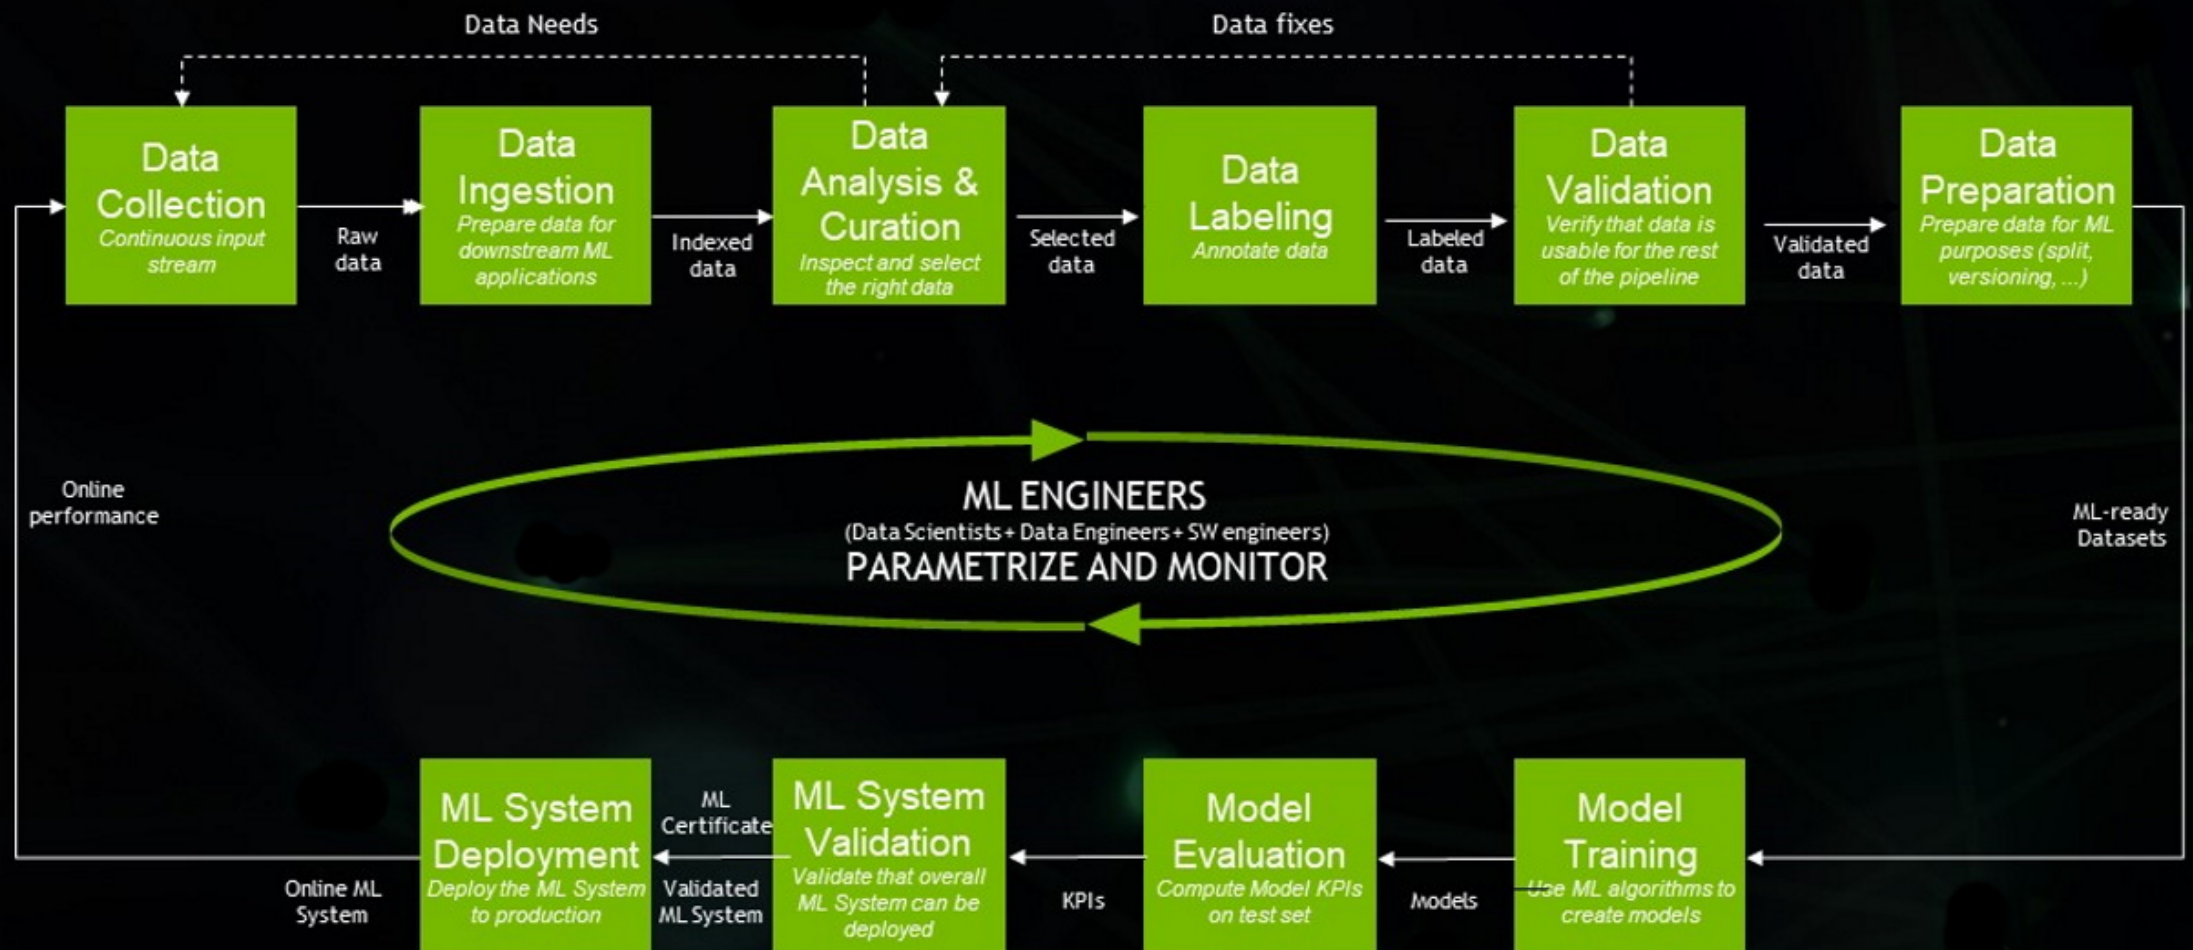 Data Needs
Data fixes
Data
Collection
Continuous input
stream
Raw
data
Data
Ingestion
Prepare data for
downstream ML
applications
Indexed
data
Data
Analysis &
Curation
Inspect and select
the right data
Selected
data
Data
Labeling
Annotate data
Labeled
data
Data
Validation
Verify that data is
usable for the rest
of the pipeline
Validated
data
Data
Preparation
Prepare data for ML
purposes (split,
versioning, ...)
Online
performance
ML ENGINEERS
(Data Scientists + Data Engineers + SW engineers)
PARAMETRIZE AND MONITOR
ML-ready
Datasets
Online ML
System
ML System
Deployment
Deploy the ML System
to production
ML
Certificate
Validated
ML System
ML System
Validation
Validate that overall
ML System can be
deployed
KPIs
Model
Evaluation
Compute Model KPIs
on test set
Models
Model
Training
Use ML algorithms to
create models